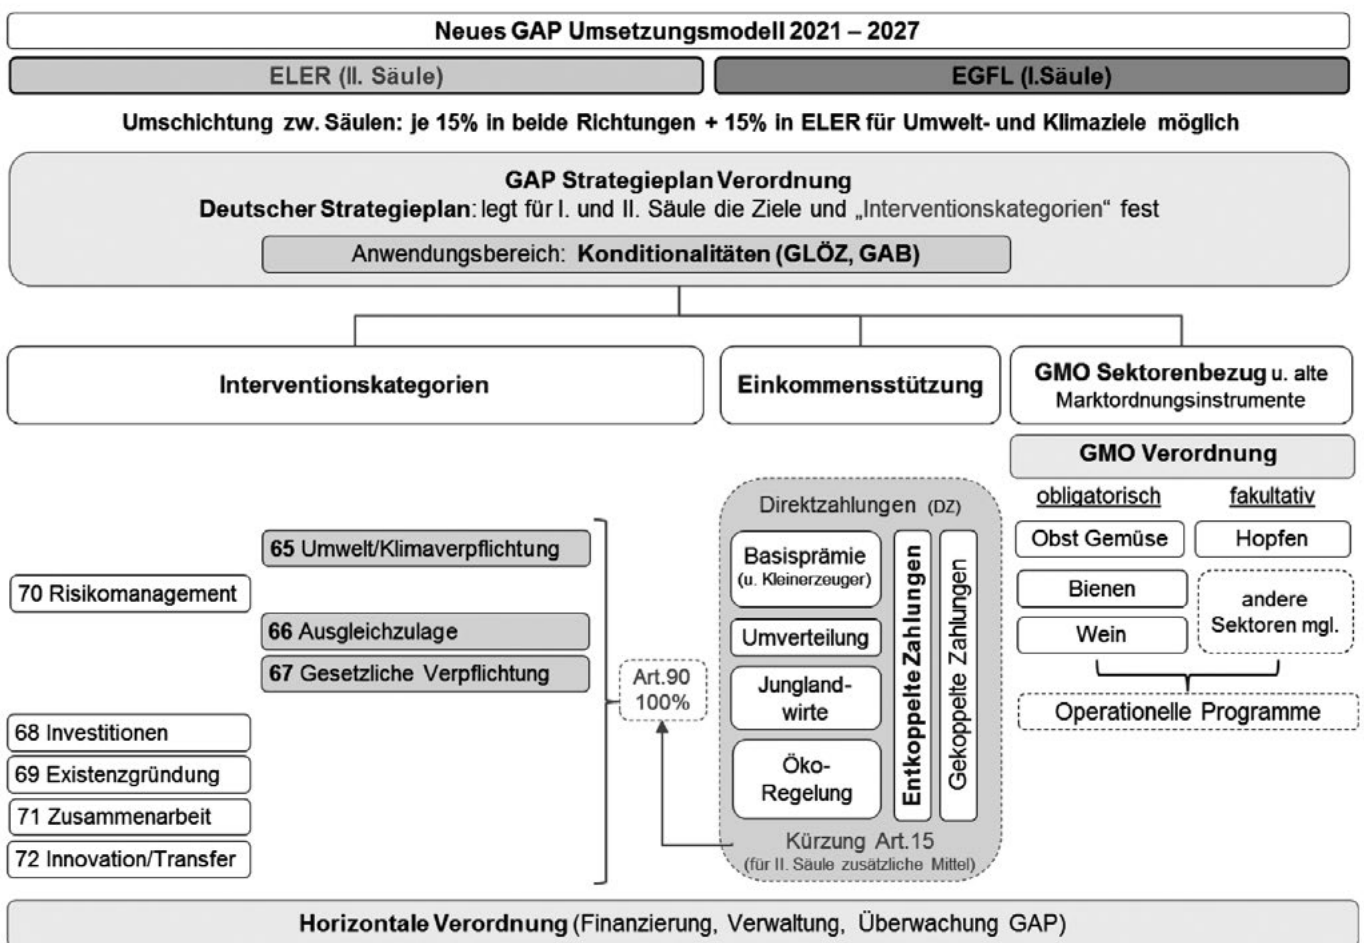 Neues GAP Umsetzungsmodell 2021 – 2027
ELER (II. Säule)
EGFL (I.Säule)
Umschichtung zw. Säulen: je 15% in beide Richtungen + 15% in ELER für Umwelt- und Klimaziele möglich
GAP Strategieplan Verordnung
Deutscher Strategieplan: legt für I. und II. Säule die Ziele und „Interventionskategorien“ fest
Anwendungsbereich: Konditionalitäten (GLÖZ, GAB)
Interventionskategorien
65 Umwelt/Klimaverpflichtung
70 Risikomanagement
66 Ausgleichzulage
67 Gesetzliche Verpflichtung
68 Investitionen
69 Existenzgründung
71 Zusammenarbeit
72 Innovation/Transfer
Art.90
100%
Einkommensstützung
Direktzahlungen (DZ)
Basisprämie
(u. Kleinerzeuger)
Umverteilung
Jungland-
wirte
Öko-
Regelung
Entkoppelte Zahlungen
Gekoppelte Zahlungen
Kürzung Art.15
(für II. Säule zusätzliche Mittel)
GMO Sektorenbezug u. alte
Marktordnungsinstrumente
GMO Verordnung
obligatorisch
fakultativ
Obst Gemüse
Hopfen
Bienen
Wein
andere
Sektoren mgl.
Operationelle Programme
Horizontale Verordnung (Finanzierung, Verwaltung, Überwachung GAP)